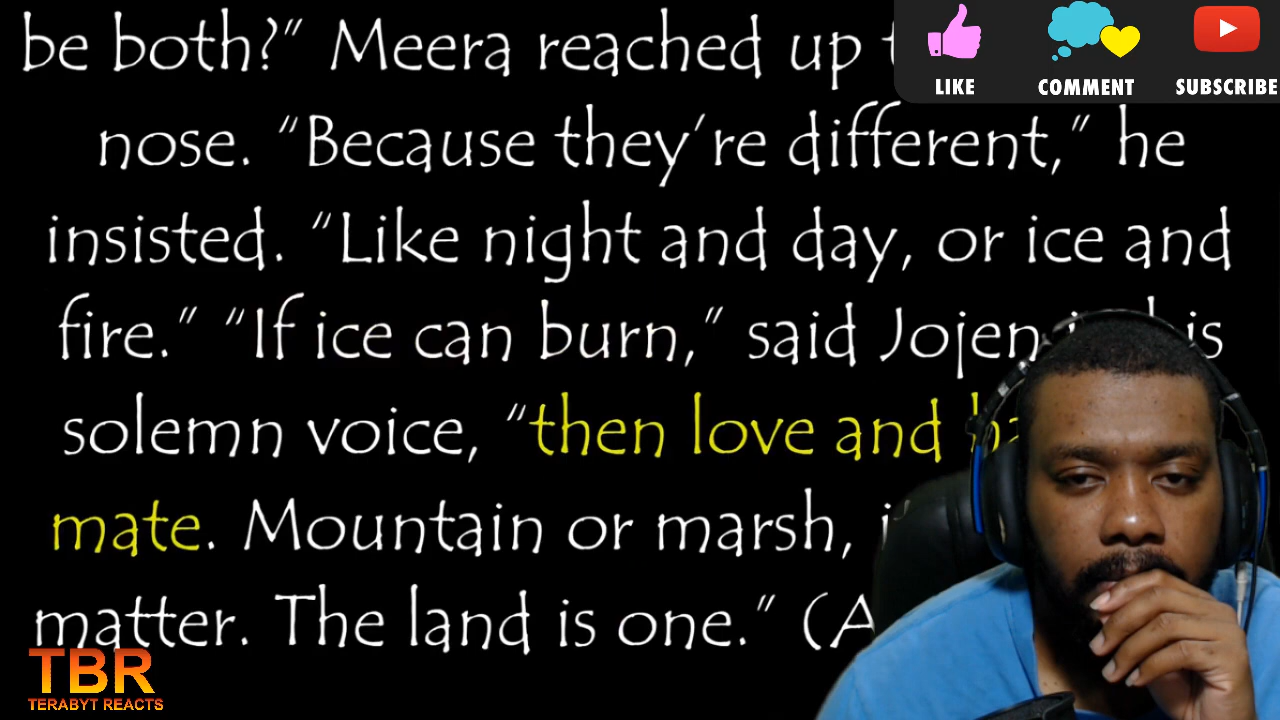 be both?” Meera reached up
LIKE
COMMENT
SUBSCRIBE
nose. “Because they’re different,” he
insisted. “Like night and day, or ice and
fire.” “If ice can burn,” said Jojen
solemn voice, “then love and
mate. Mountain or marsh,
matter. The land is one.” (A
TBR
TERABYT REACTS